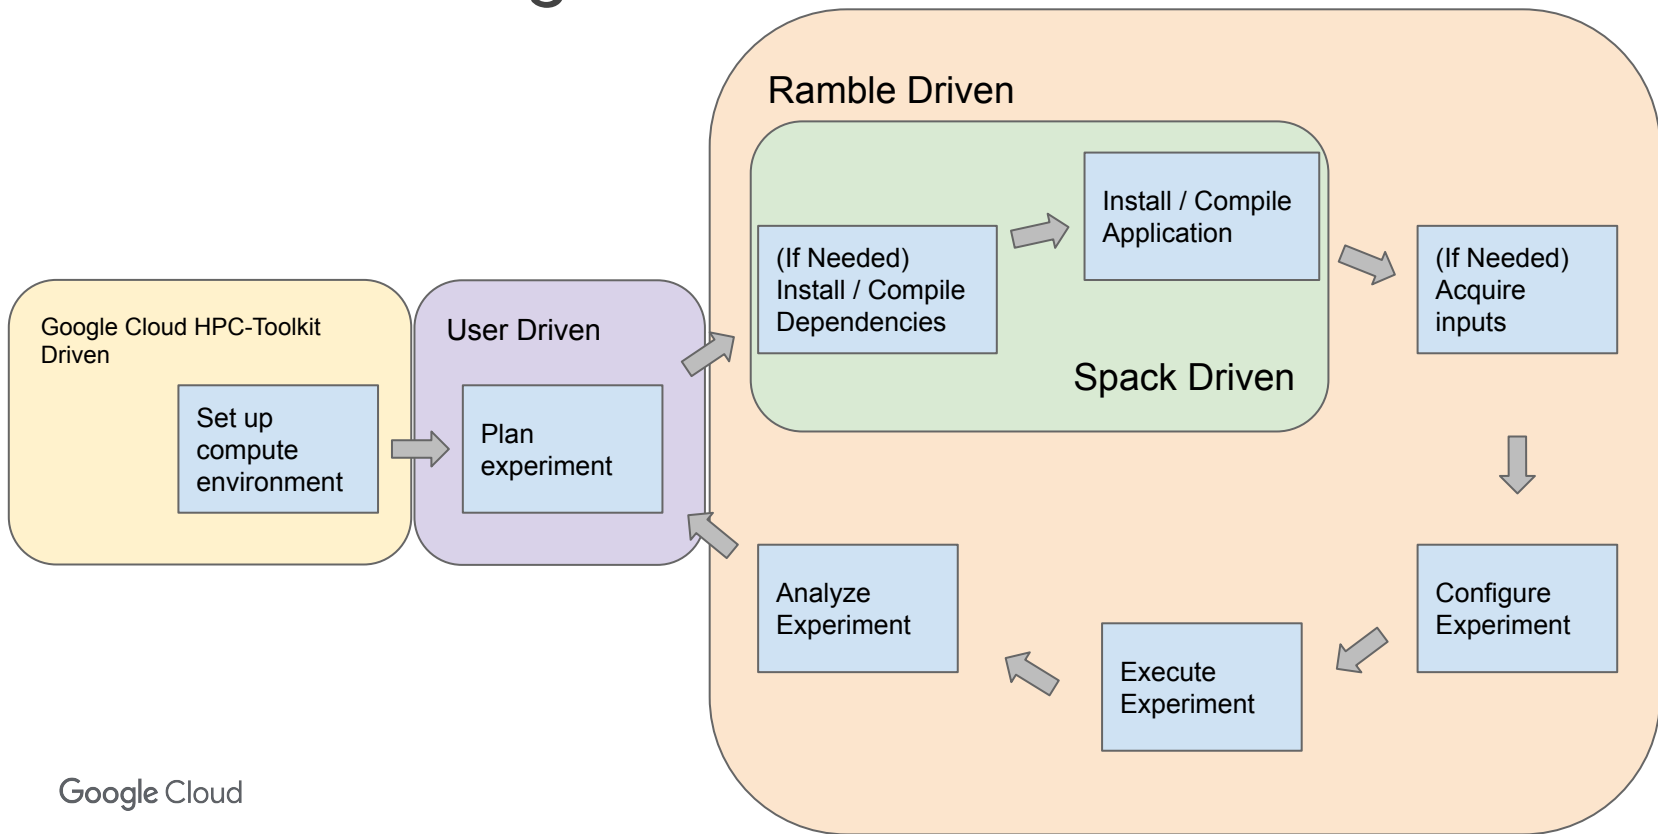 Ramble Driven
Install / Compile
Application
(If Needed)
Install / Compile
Dependencies
(If Needed)
Acquire
inputs
Spack Driven
Google Cloud HPC-Toolkit
Driven
User Driven
Set up
compute
environment
Plan
experiment
Analyze
Experiment
Execute
Experiment
Configure
Experiment
Google Cloud